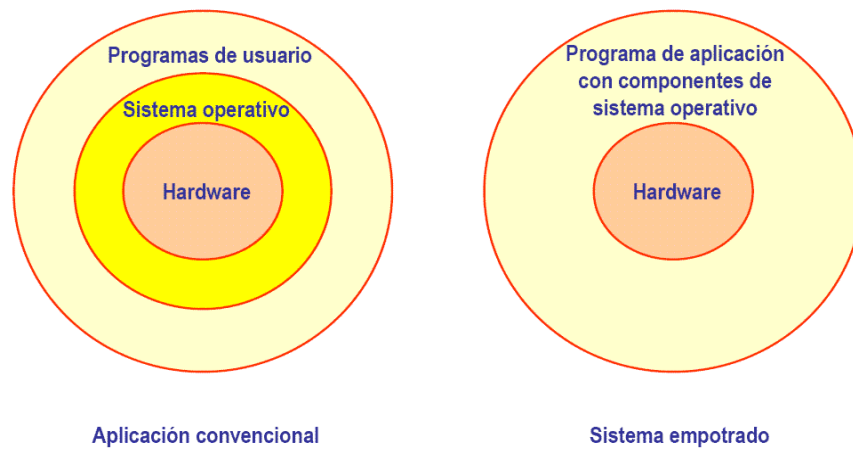 Programas de usuario
Sistema operativo
Hardware
Aplicación convencional
Programa de aplicación
con componentes de
sistema operativo
Hardware
Sistema empotrado